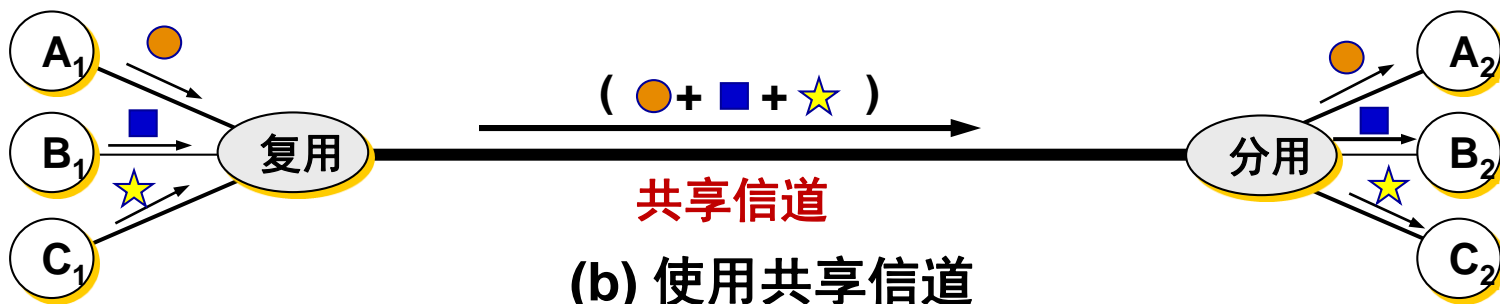 A₁
A₂
( + + )
B₁
复用
分用
B₂
共享信道
C₁
C₂
(b) 使用共享信道